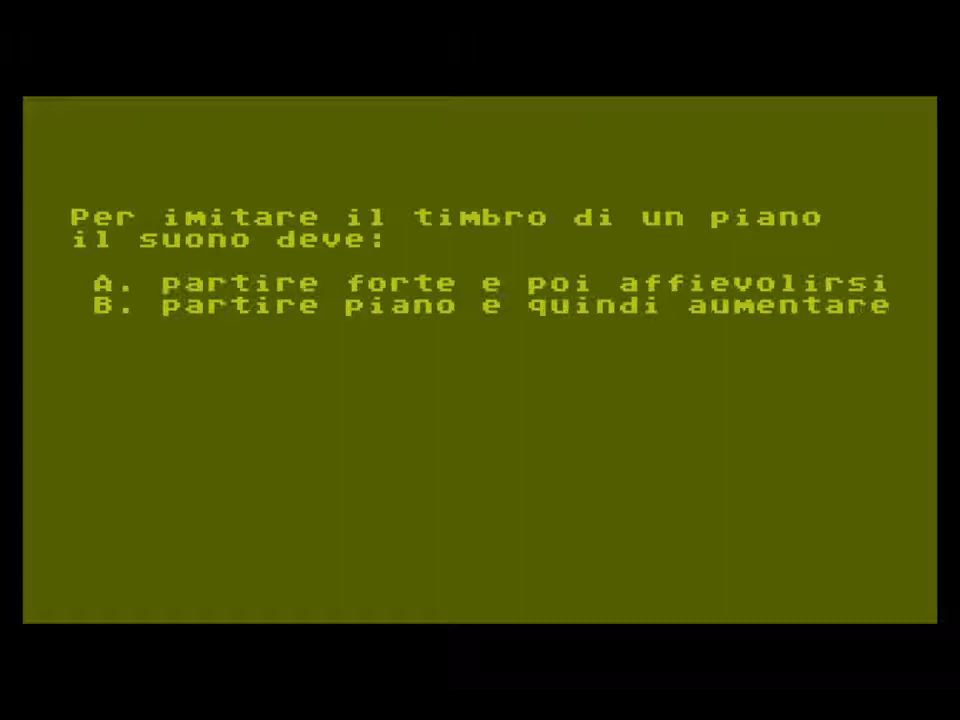 Per imitare il timbro di un piano
il suono deve:
A. partire forte e poi affievolirsi
B. partire piano e quindi aumentare